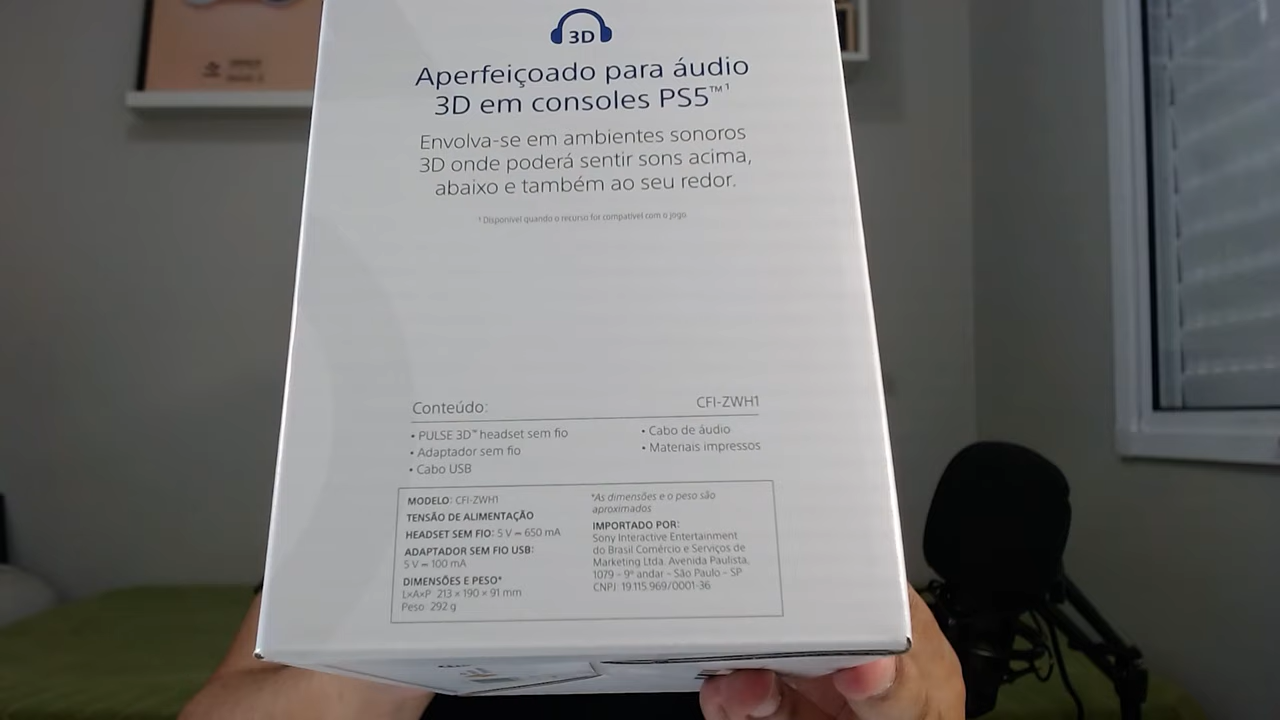 3D
Aperfeiçoado para áudio
3D em consoles PS5™¹
Envolva-se em ambientes sonoros
3D onde poderá sentir sons acima,
abaixo e também ao seu redor.
¹ Disponível quando o recurso for compatível com o jogo.
Conteúdo:
CFI-ZWH1
• PULSE 3D™ headset sem fio
• Adaptador sem fio
• Cabo USB
• Cabo de áudio
• Materiais impressos
MODELO: CFI-ZWH1
TENSÃO DE ALIMENTAÇÃO
HEADSET SEM FIO: 5 V ⎓ 650 mA
ADAPTADOR SEM FIO USB:
5 V ⎓ 100 mA
DIMENSÕES E PESO*
L×A×P 213 × 190 × 91 mm
Peso 292 g
*As dimensões e o peso são
aproximados
IMPORTADO POR:
Sony Interactive Entertainment
do Brasil Comércio e Serviços de
Marketing Ltda. Avenida Paulista,
1079 – 9º andar – São Paulo – SP
CNPJ 19.115.969/0001-36